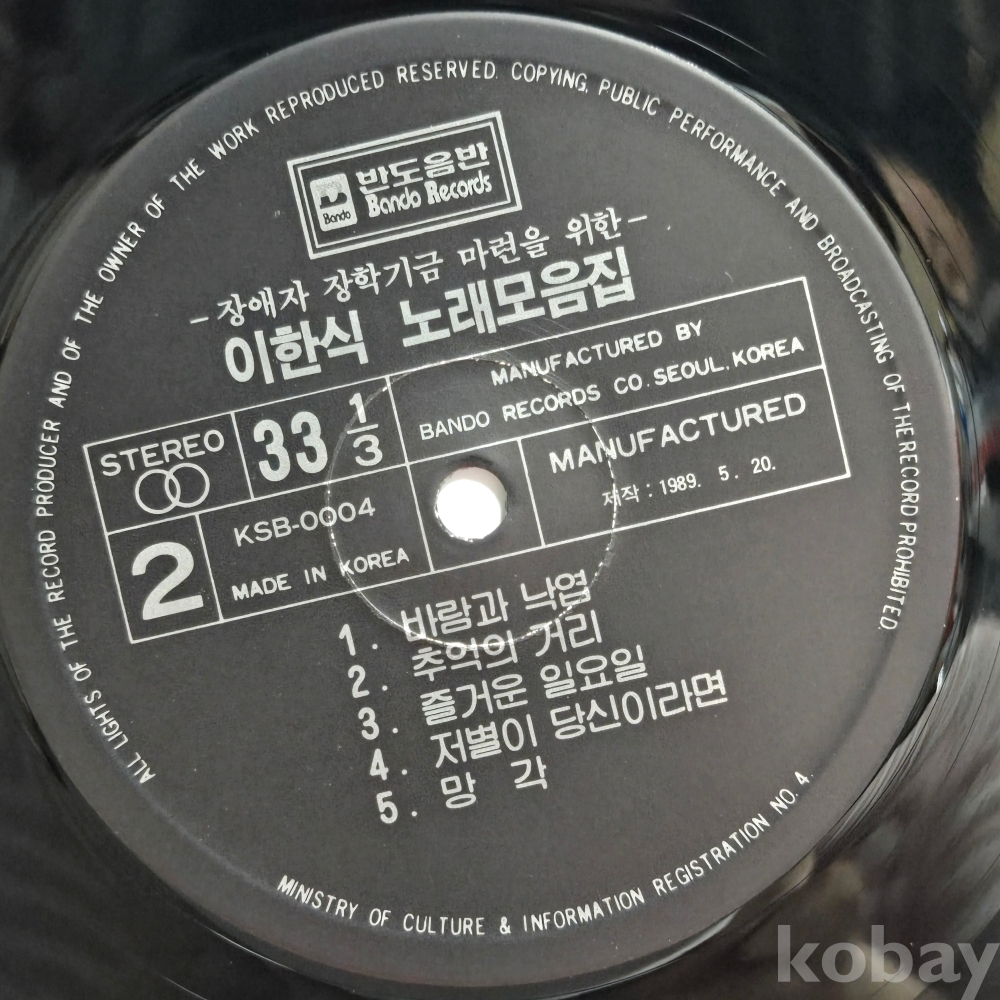 ALL LIGHTS OF THE RECORD PRODUCER AND OF THE OWNER OF THE WORK REPRODUCED RESERVED. COPYING, PUBLIC PERFORMANCE AND BROADCASTING OF THE RECORD PROHIBITED.
반도음반
Bando
Bando Records
- 장애자 장학기금 마련을 위한 -
이한식 노래모음집
STEREO
33 1/3
MANUFACTURED BY
BANDO RECORDS CO. SEOUL, KOREA
2
KSB-0004
MADE IN KOREA
MANUFACTURED
제작 : 1989. 5. 20.
1. 바람과 낙엽
2. 추억의 거리
3. 즐거운 일요일
4. 저별이 당신이라면
5. 망 각
MINISTRY OF CULTURE & INFORMATION REGISTRATION NO. 4.
kobay